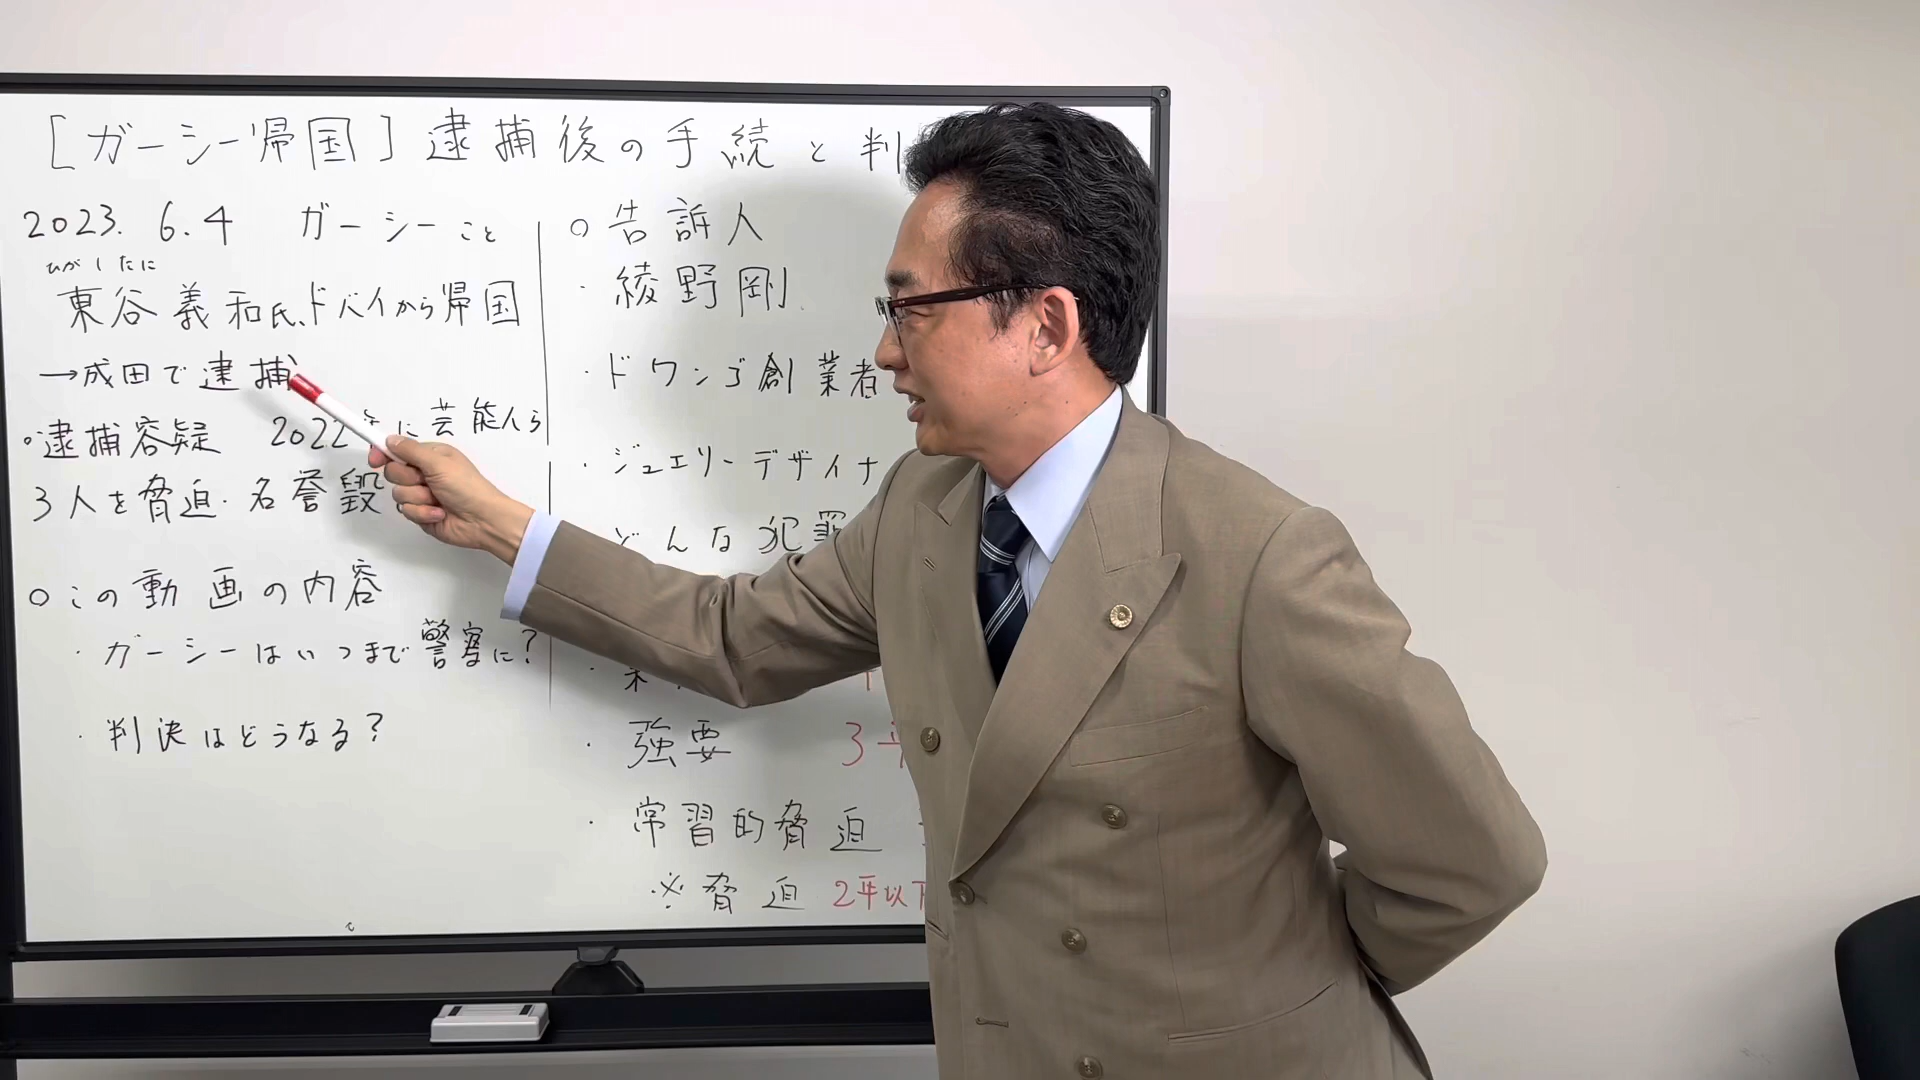 [ガーシー帰国]逮捕後の手続と判
2023.6.4 ガーシーこと
ひがしたに
東谷義和氏、ドバイから帰国
→成田で逮捕
○逮捕容疑 2022年に芸能人ら
3人を脅迫・名誉毀
○この動画の内容
・ガーシーはいつまで警察に?
・判決はどうなる?
○告訴人
・綾野剛
・ドワンゴ創業者
・ジュエリーデザイナ
どんな犯罪
・強要 3年
・常習的脅迫
※脅迫 2年以下